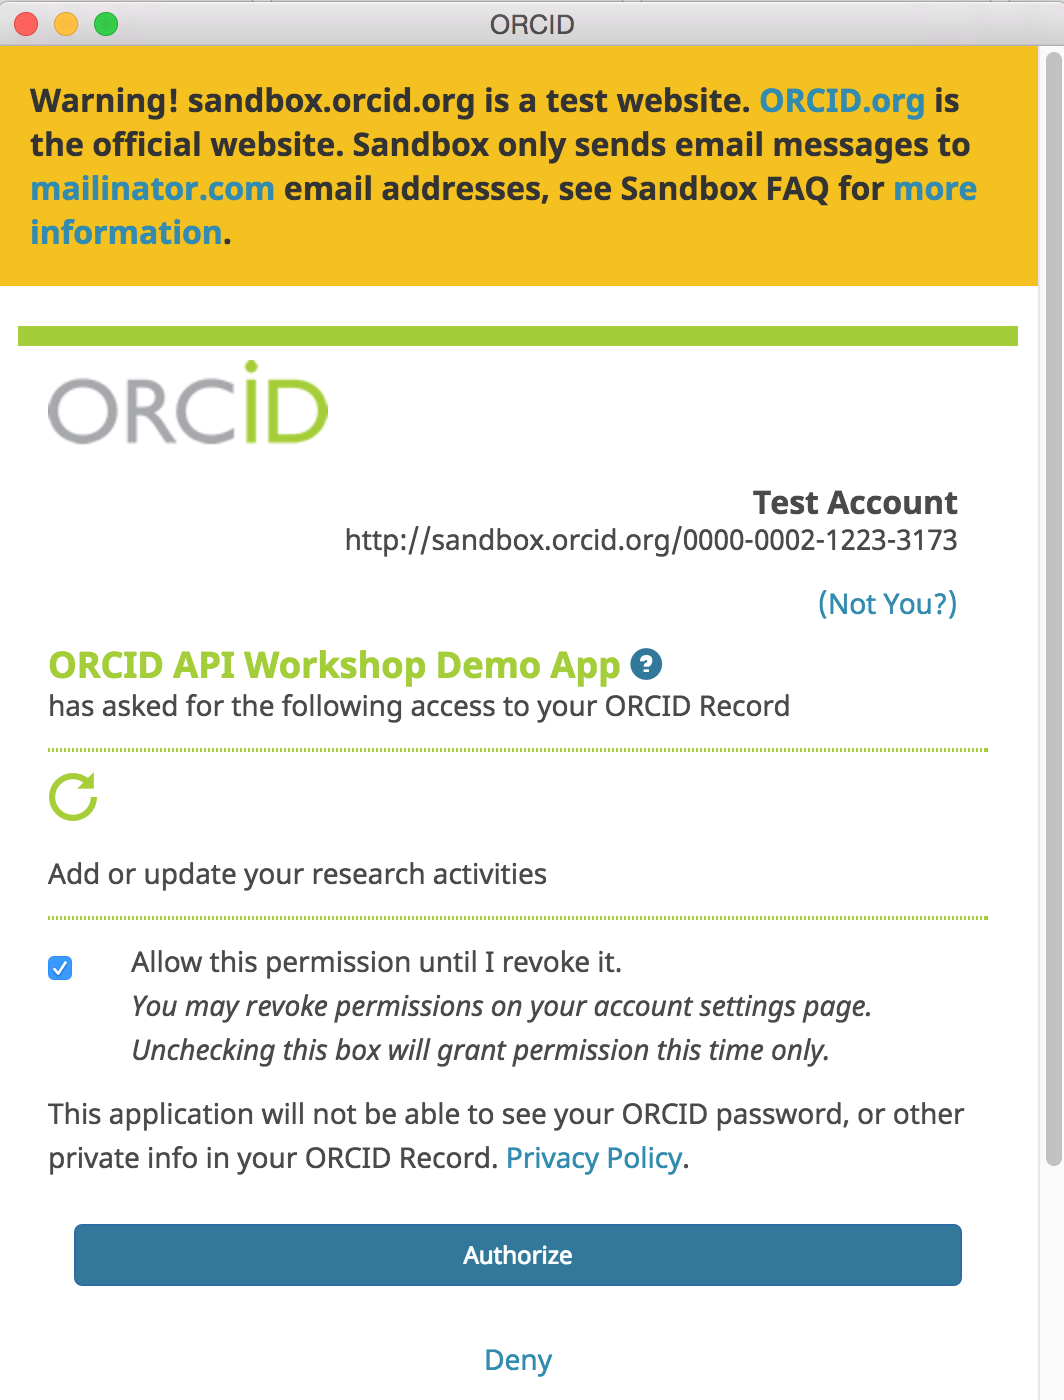 ORCID
Warning! sandbox.orcid.org is a test website. ORCID.org is
the official website. Sandbox only sends email messages to
mailinator.com email addresses, see Sandbox FAQ for more
information.
ORCiD
Test Account
http://sandbox.orcid.org/0000-0002-1223-3173
(Not You?)
ORCID API Workshop Demo App ?
has asked for the following access to your ORCID Record
Add or update your research activities
Allow this permission until I revoke it.
You may revoke permissions on your account settings page.
Unchecking this box will grant permission this time only.
This application will not be able to see your ORCID password, or other
private info in your ORCID Record. Privacy Policy.
Authorize
Deny